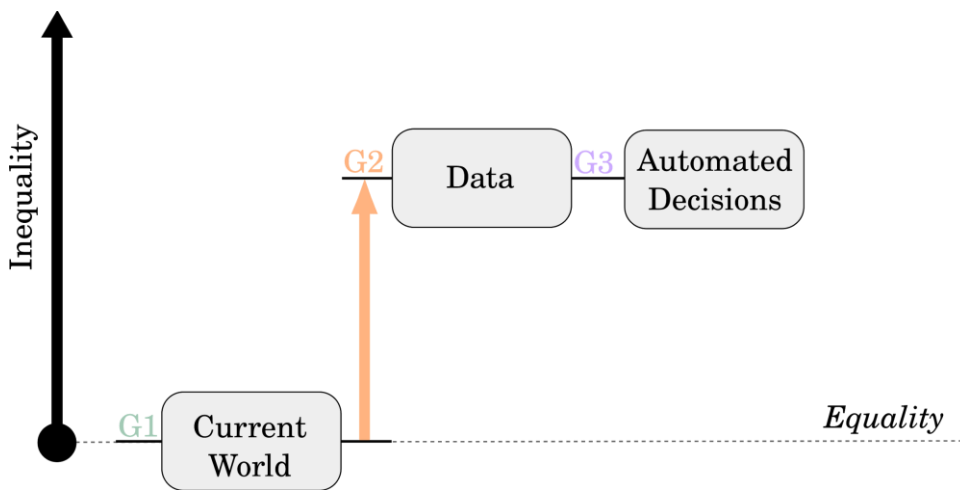 Inequality
G2
Data
G3
Automated
Decisions
G1
Current
World
Equality